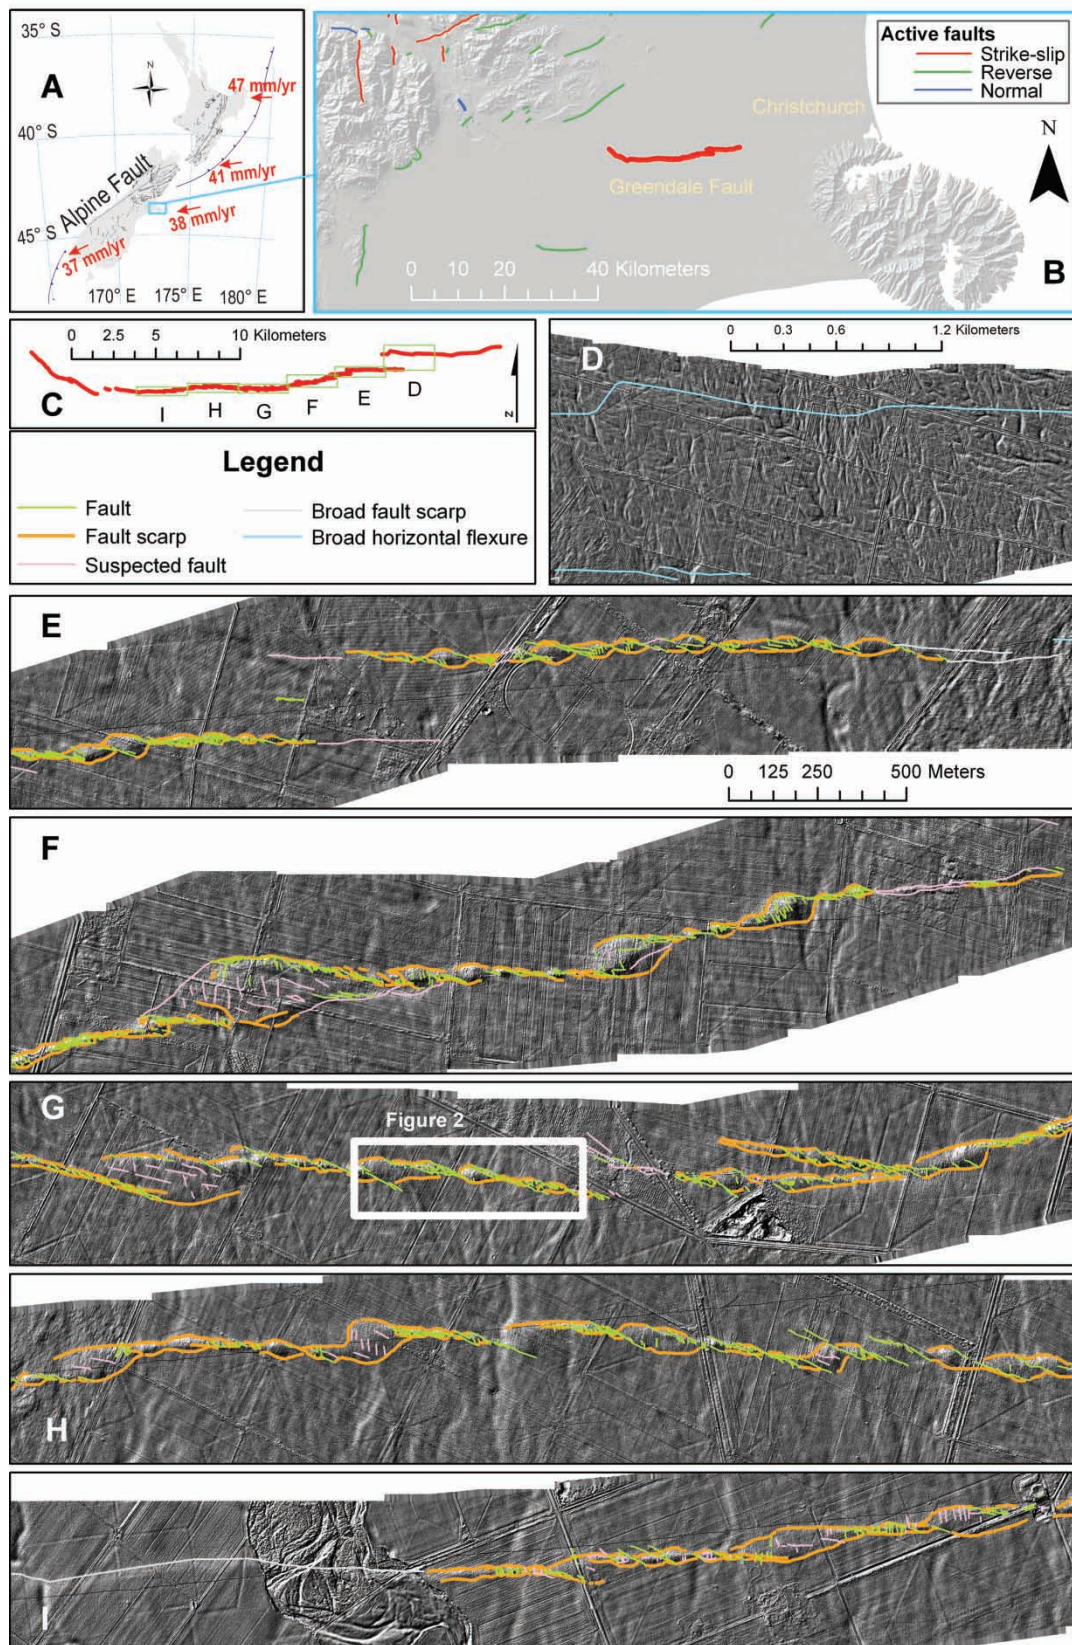 35° S
A
N
47 mm/yr
40° S
41 mm/yr
Alpine Fault
38 mm/yr
45° S
37 mm/yr
170° E 175° E 180° E
Active faults
Strike-slip
Reverse
Normal
Christchurch
N
Greendale Fault
0 10 20 40 Kilometers
B
0 2.5 5 10 Kilometers
C
I H G F E D
N
Legend
Fault
Fault scarp
Suspected fault
Broad fault scarp
Broad horizontal flexure
0 0.3 0.6 1.2 Kilometers
D
E
0 125 250 500 Meters
F
G
Figure 2
H
I